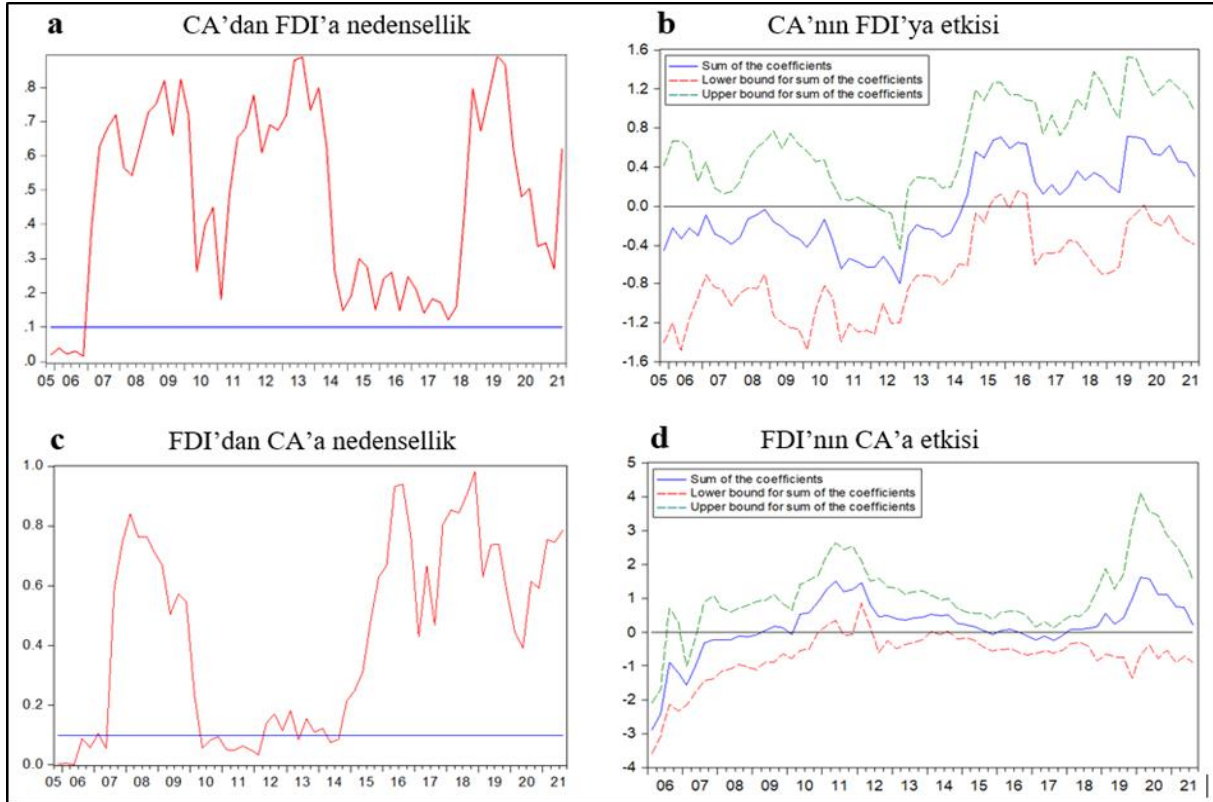 a CA’dan FDI’a nedensellik
.8
.7
.6
.5
.4
.3
.2
.1
.0
05 06 07 08 09 10 11 12 13 14 15 16 17 18 19 20 21
b CA’nın FDI’ya etkisi
Sum of the coefficients
Lower bound for sum of the coefficients
Upper bound for sum of the coefficients
1.6
1.2
0.8
0.4
0.0
-0.4
-0.8
-1.2
-1.6
05 06 07 08 09 10 11 12 13 14 15 16 17 18 19 20 21
c FDI’dan CA’a nedensellik
1.0
0.8
0.6
0.4
0.2
0.0
05 06 07 08 09 10 11 12 13 14 15 16 17 18 19 20 21
d FDI’nın CA’a etkisi
Sum of the coefficients
Lower bound for sum of the coefficients
Upper bound for sum of the coefficients
5
4
3
2
1
0
-1
-2
-3
-4
06 07 08 09 10 11 12 13 14 15 16 17 18 19 20 21